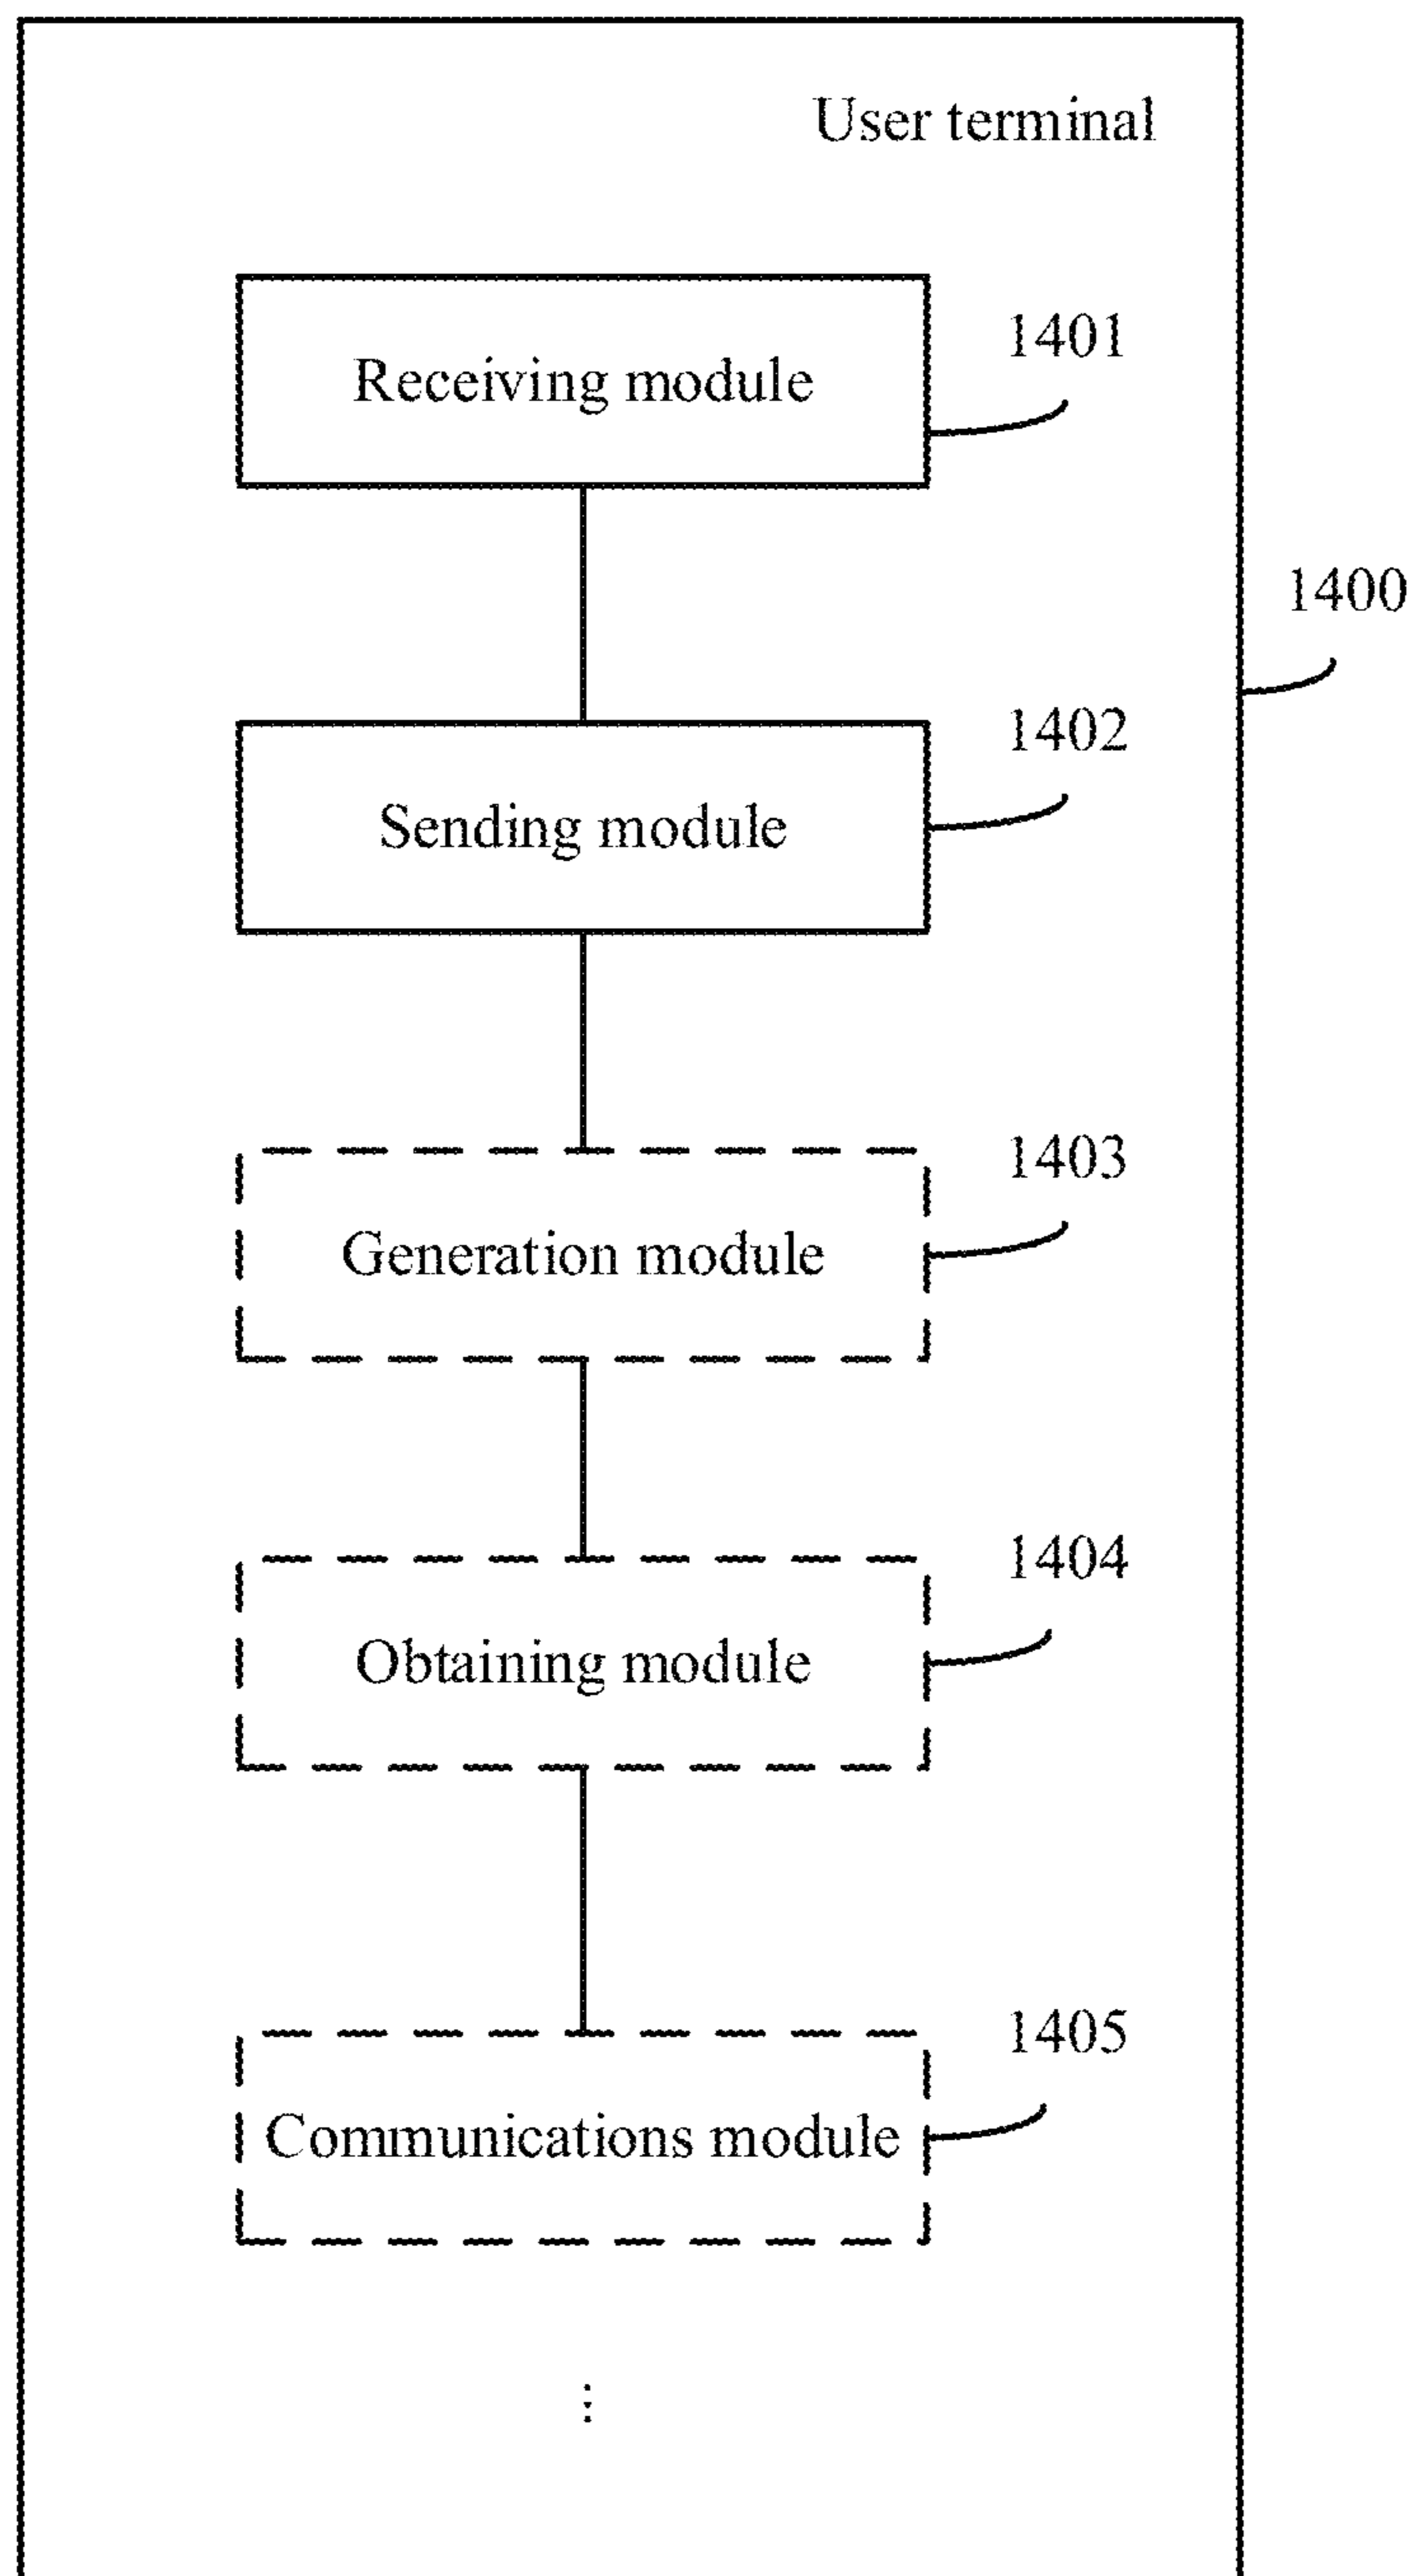 User terminal
Receiving module
1401
1400
1402
Sending module
1403
Generation module
1404
Obtaining module
1405
Communications module
⋮